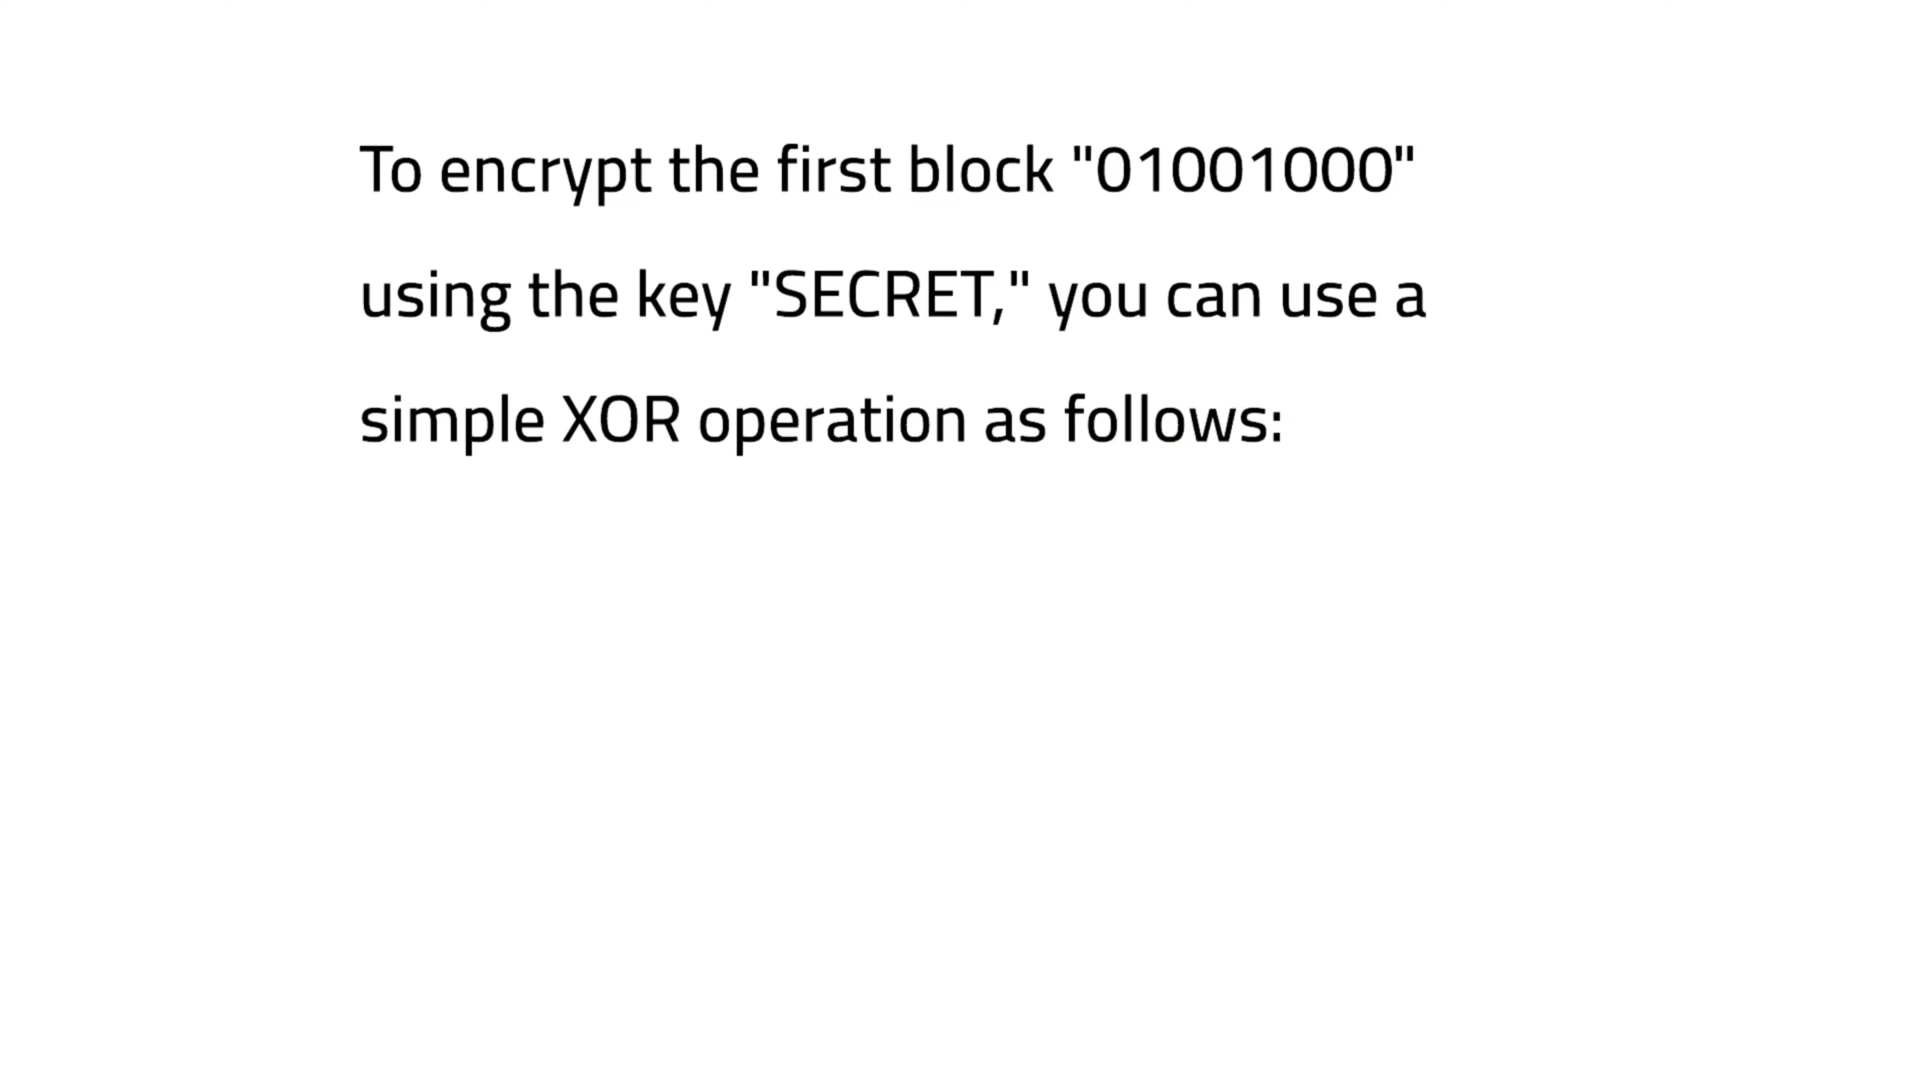 To encrypt the first block "01001000"
using the key "SECRET," you can use a
simple XOR operation as follows: